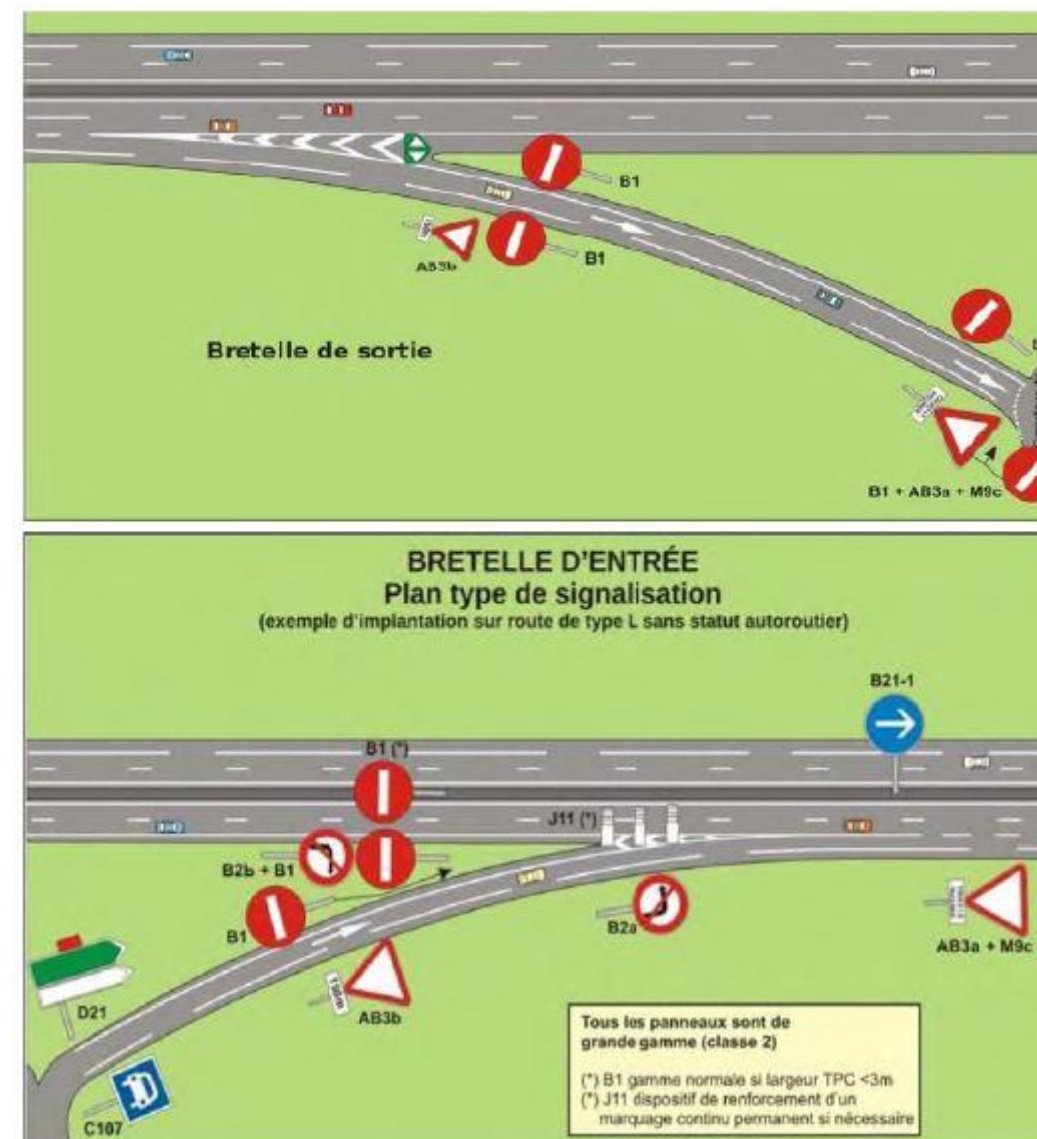 B1
B1
AB3b
Bretelle de sortie
B1 + AB3a + M9c
BRETELLE D'ENTRÉE
Plan type de signalisation
(exemple d'implantation sur route de type L sans statut autoroutier)
B21-1
B1 (*)
J11 (*)
B2b + B1
B1
B2a
AB3a + M9c
D21
150m
AB3b
C107
Tous les panneaux sont de
grande gamme (classe 2)
(*) B1 gamme normale si largeur TPC <3m
(*) J11 dispositif de renforcement d'un
marquage continu permanent si nécessaire